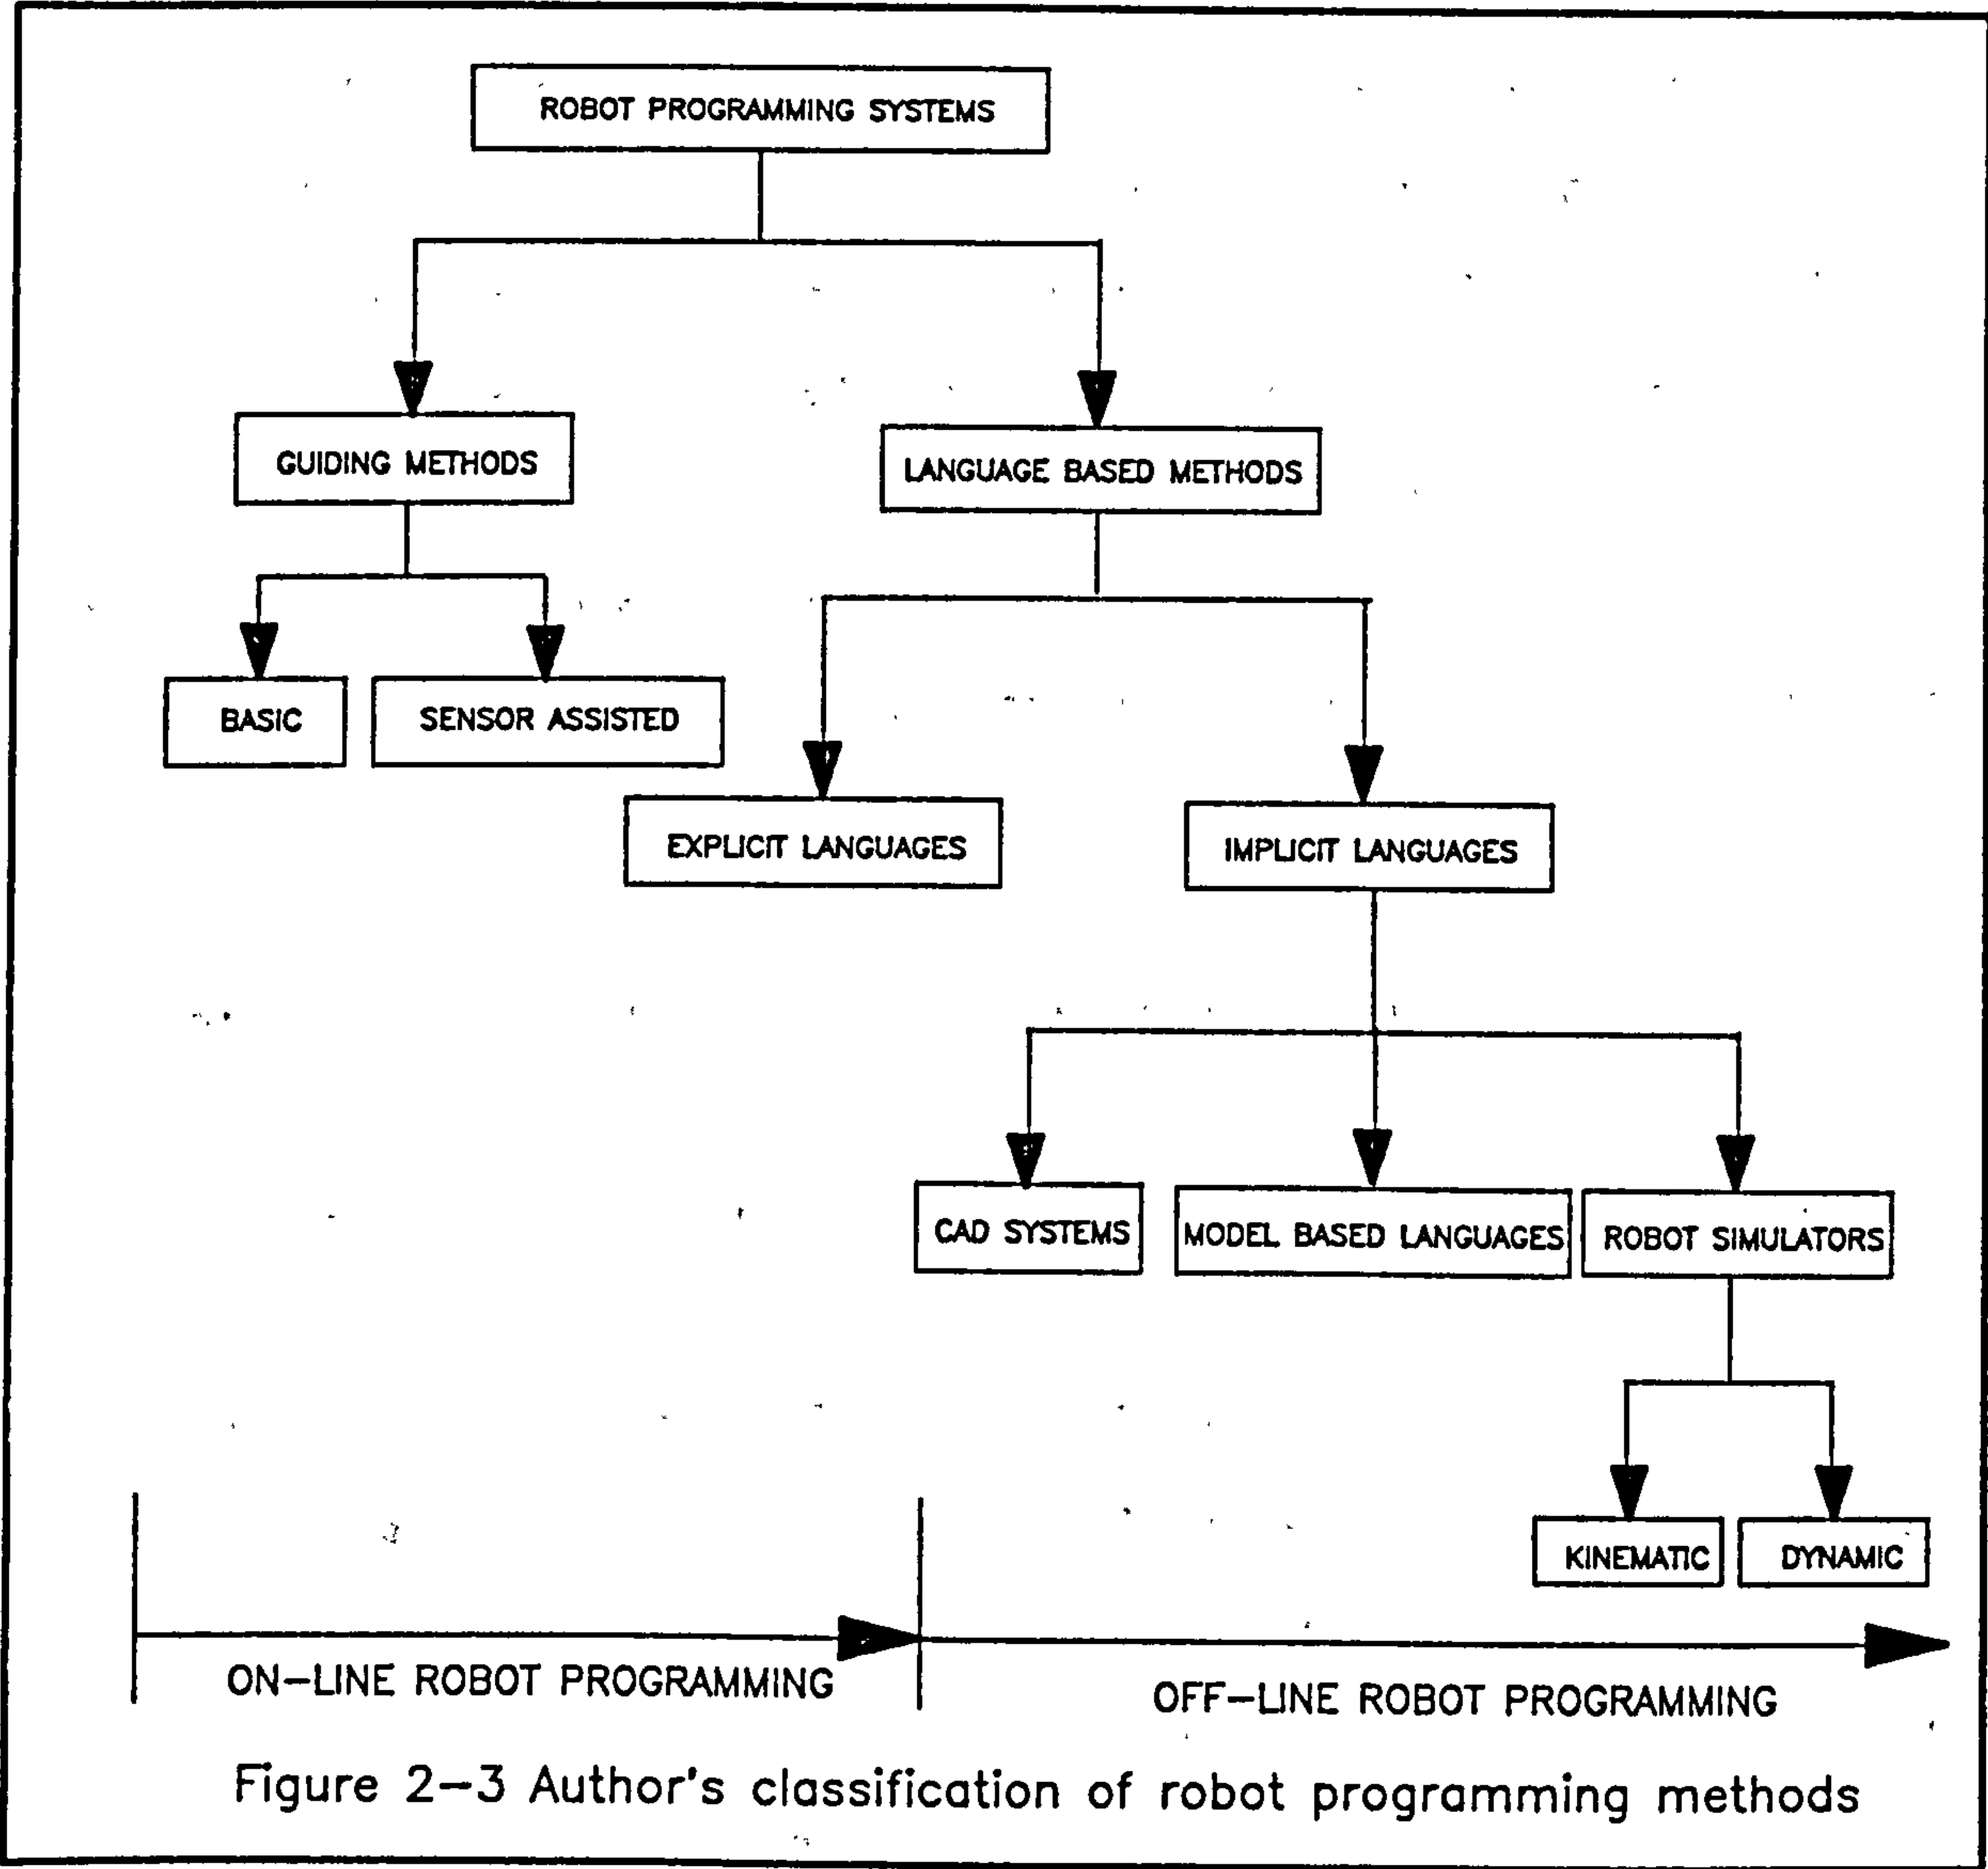 ROBOT PROGRAMMING SYSTEMS
GUIDING METHODS
LANGUAGE BASED METHODS
BASIC
SENSOR ASSISTED
EXPLICIT LANGUAGES
IMPLICIT LANGUAGES
CAD SYSTEMS
MODEL BASED LANGUAGES
ROBOT SIMULATORS
KINEMATIC
DYNAMIC
ON-LINE ROBOT PROGRAMMING
OFF-LINE ROBOT PROGRAMMING
Figure 2-3 Author's classification of robot programming methods